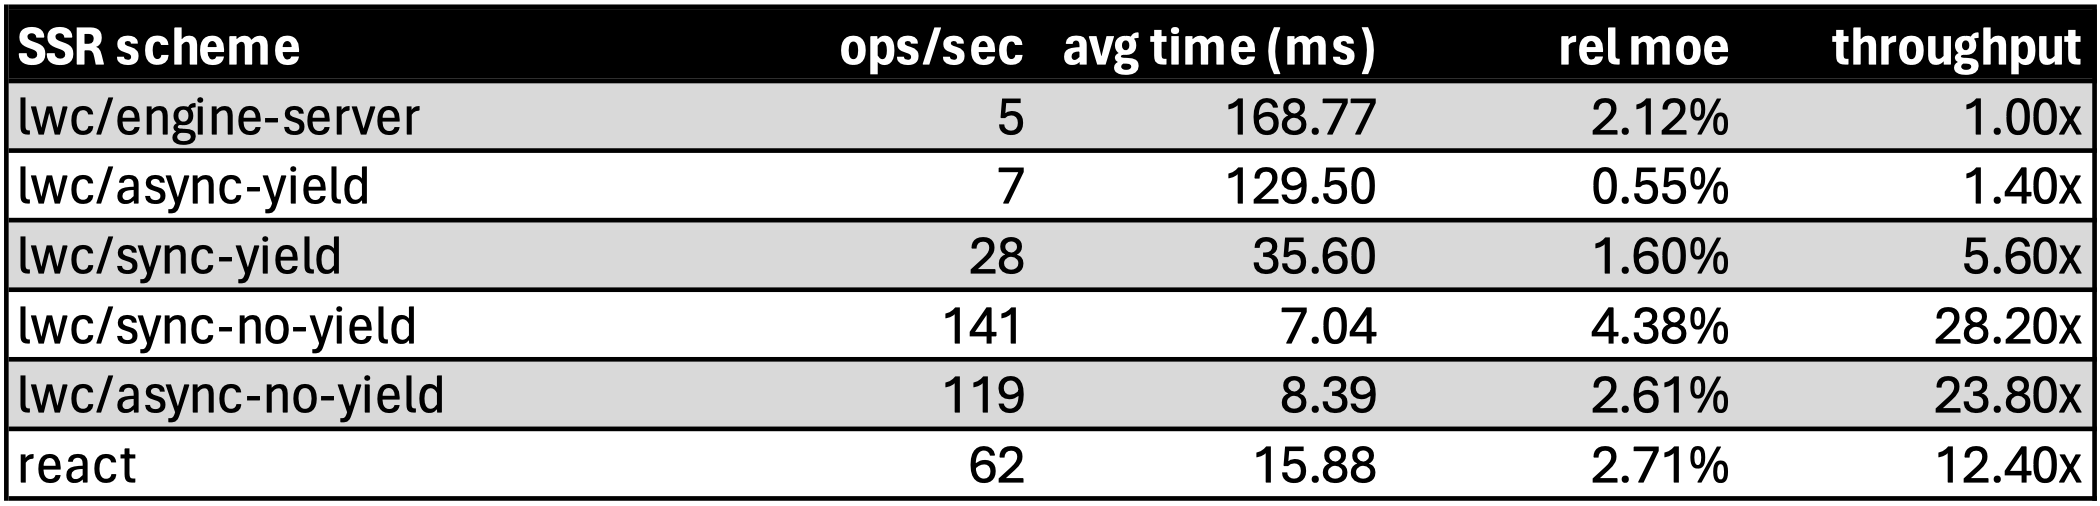 SSR scheme ops/sec avg time (ms) rel moe throughput
lwc/engine-server 5 168.77 2.12% 1.00x
lwc/async-yield 7 129.50 0.55% 1.40x
lwc/sync-yield 28 35.60 1.60% 5.60x
lwc/sync-no-yield 141 7.04 4.38% 28.20x
lwc/async-no-yield 119 8.39 2.61% 23.80x
react 62 15.88 2.71% 12.40x